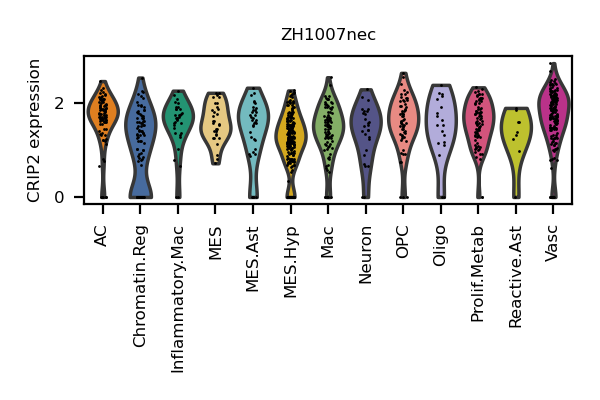 ZH1007nec
CRIP2 expression
2
0
AC
Chromatin.Reg
Inflammatory.Mac
MES
MES.Ast
MES.Hyp
Mac
Neuron
OPC
Oligo
Prolif.Metab
Reactive.Ast
Vasc